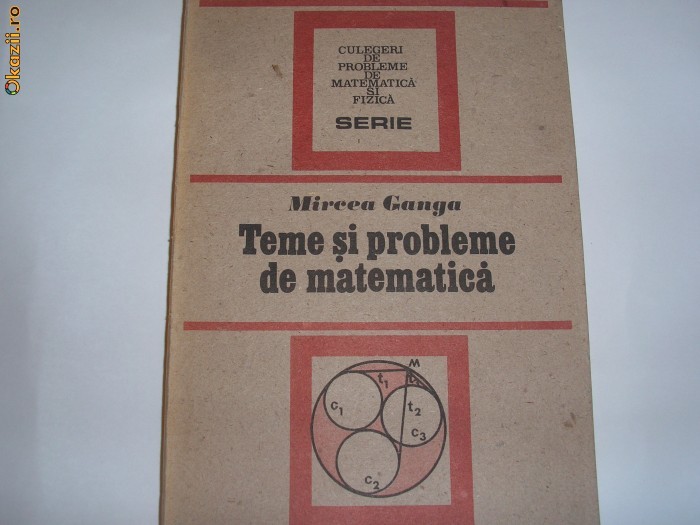 Okazii.ro
CULEGERI
DE
PROBLEME
DE
MATEMATICĂ
ȘI
FIZICĂ
SERIE
Mircea Ganga
Teme și probleme
de matematică
M
t₁
t₂
c₁
c₃
c₂